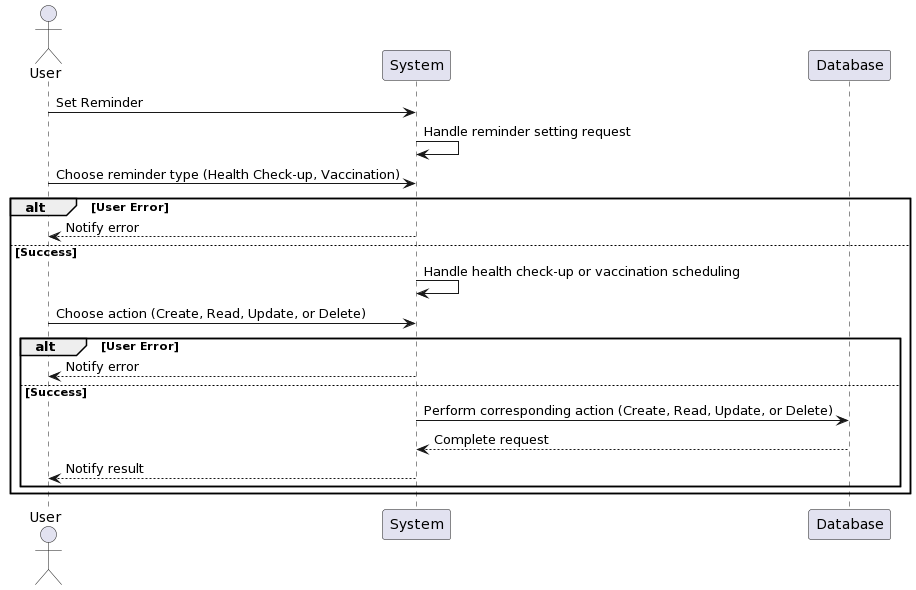 User
System
Database
Set Reminder
Handle reminder setting request
Choose reminder type (Health Check-up, Vaccination)
alt [User Error]
Notify error
[Success]
Handle health check-up or vaccination scheduling
Choose action (Create, Read, Update, or Delete)
alt [User Error]
Notify error
[Success]
Perform corresponding action (Create, Read, Update, or Delete)
Complete request
Notify result
User
System
Database